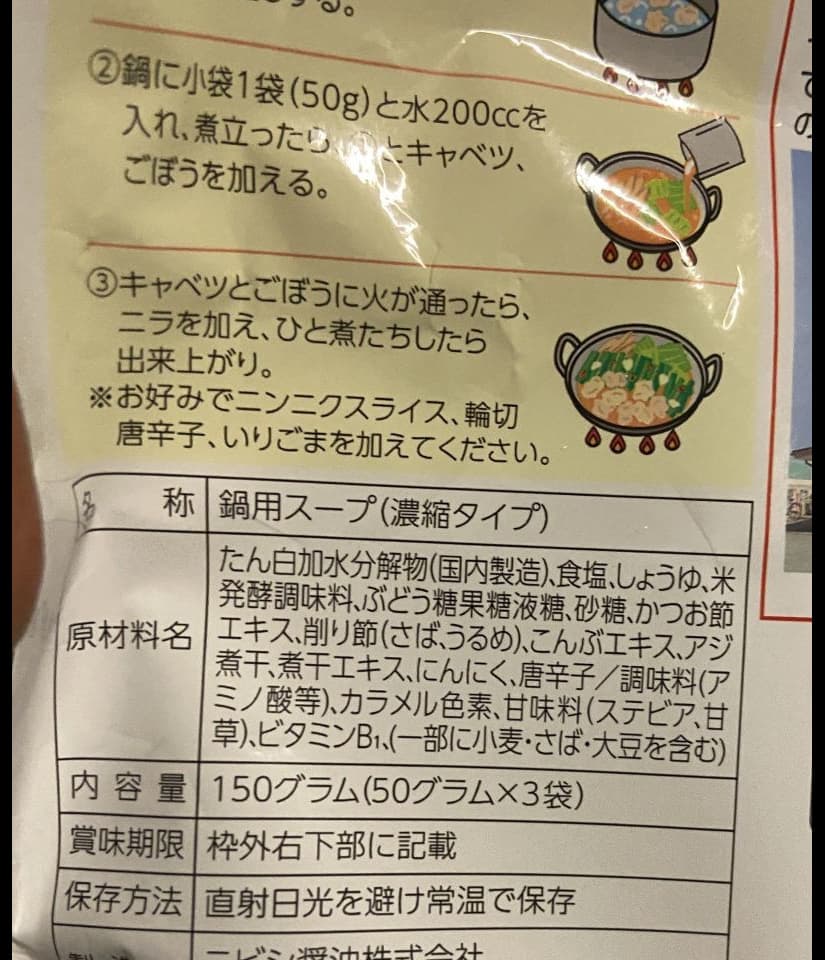 する。
②鍋に小袋1袋(50g)と水200ccを
入れ、煮立ったら とキャベツ、
ごぼうを加える。
③キャベツとごぼうに火が通ったら、
ニラを加え、ひと煮たちしたら
出来上がり。
※お好みでニンニクスライス、輪切
唐辛子、いりごまを加えてください。
名称 鍋用スープ(濃縮タイプ)
原材料名
たん白加水分解物(国内製造)、食塩、しょうゆ、米
発酵調味料、ぶどう糖果糖液糖、砂糖、かつお節
エキス、削り節(さば、うるめ)、こんぶエキス、アジ
煮干、煮干エキス、にんにく、唐辛子／調味料(ア
ミノ酸等)、カラメル色素、甘味料(ステビア、甘
草)、ビタミンB₁、(一部に小麦・さば・大豆を含む)
内容量 150グラム(50グラム×3袋)
賞味期限 枠外右下部に記載
保存方法 直射日光を避け常温で保存
製 ニビシ醤油株式会社
の